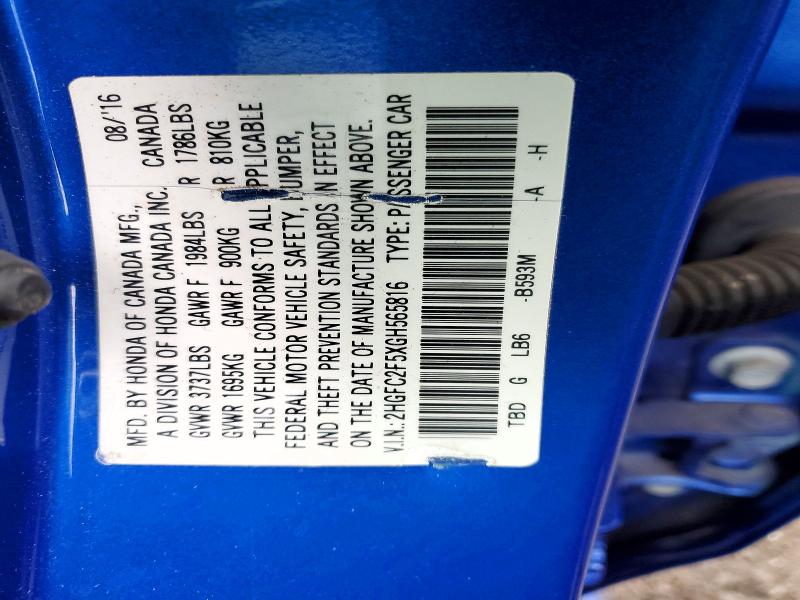 MFD. BY HONDA OF CANADA MFG., 08/'16
A DIVISION OF HONDA CANADA INC. CANADA
GVWR 3737LBS GAWR F 1984LBS R 1786LBS
GVWR 1695KG GAWR F 900KG R 810KG
THIS VEHICLE CONFORMS TO ALL APPLICABLE
FEDERAL MOTOR VEHICLE SAFETY, BUMPER,
AND THEFT PREVENTION STANDARDS IN EFFECT
ON THE DATE OF MANUFACTURE SHOWN ABOVE.
V.I.N.: 2HGFC2F5XGH565816 TYPE: PASSENGER CAR
TBD G LB6 -B593M -A -H